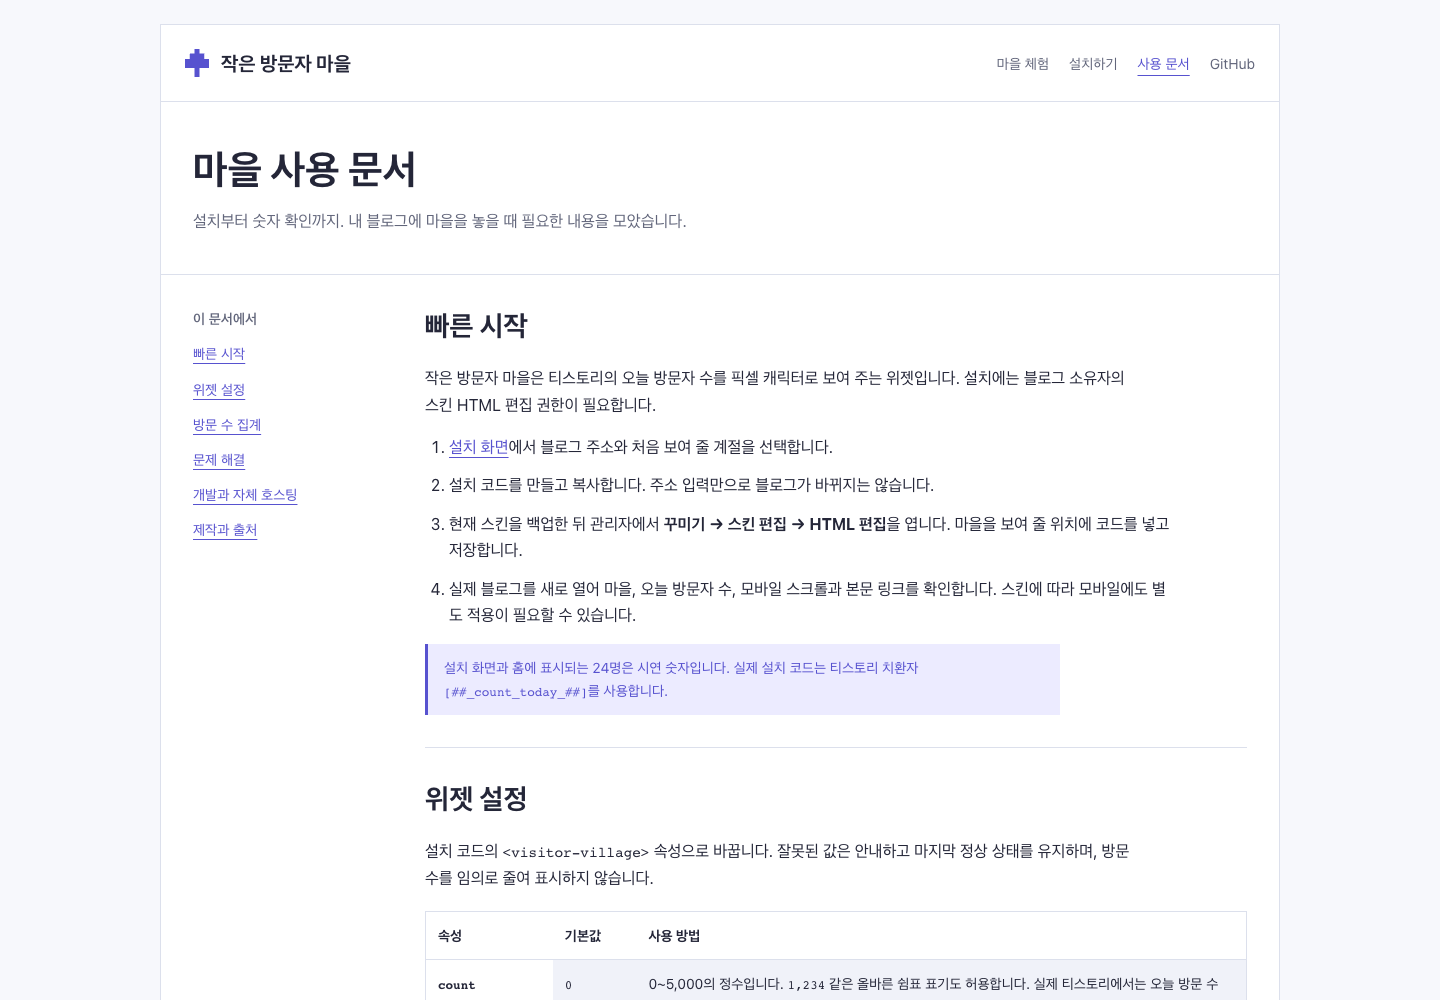 작은 방문자 마을
마을 체험 설치하기 사용 문서 GitHub
마을 사용 문서
설치부터 숫자 확인까지. 내 블로그에 마을을 놓을 때 필요한 내용을 모았습니다.
이 문서에서
빠른 시작
위젯 설정
방문 수 집계
문제 해결
개발과 자체 호스팅
제작과 출처
빠른 시작
작은 방문자 마을은 티스토리의 오늘 방문자 수를 픽셀 캐릭터로 보여 주는 위젯입니다. 설치에는 블로그 소유자의
스킨 HTML 편집 권한이 필요합니다.
1. 설치 화면에서 블로그 주소와 처음 보여 줄 계절을 선택합니다.
2. 설치 코드를 만들고 복사합니다. 주소 입력만으로 블로그가 바뀌지는 않습니다.
3. 현재 스킨을 백업한 뒤 관리자에서 꾸미기 → 스킨 편집 → HTML 편집을 엽니다. 마을을 보여 줄 위치에 코드를 넣고
저장합니다.
4. 실제 블로그를 새로 열어 마을, 오늘 방문자 수, 모바일 스크롤과 본문 링크를 확인합니다. 스킨에 따라 모바일에도 별
도 적용이 필요할 수 있습니다.
설치 화면과 홈에 표시되는 24명은 시연 숫자입니다. 실제 설치 코드는 티스토리 치환자
[##_count_today_##]를 사용합니다.
위젯 설정
설치 코드의 <visitor-village> 속성으로 바꿉니다. 잘못된 값은 안내하고 마지막 정상 상태를 유지하며, 방문
수를 임의로 줄여 표시하지 않습니다.
속성 기본값 사용 방법
count 0 0~5,000의 정수입니다. 1,234 같은 올바른 쉼표 표기도 허용합니다. 실제 티스토리에서는 오늘 방문 수